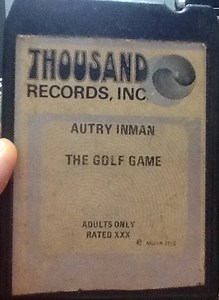 THOUSAND
RECORDS, INC.
AUTRY INMAN
THE GOLF GAME
ADULTS ONLY
RATED XXX